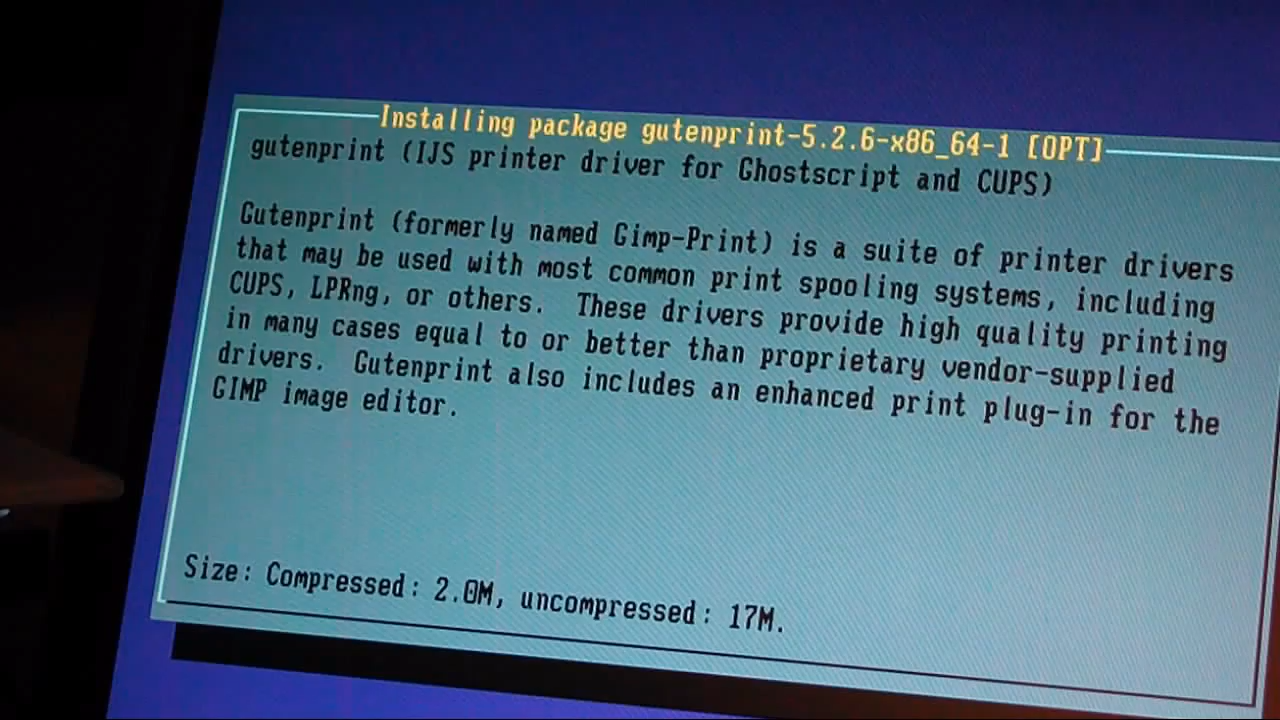 Installing package gutenprint-5.2.6-x86_64-1 [OPT]
gutenprint (IJS printer driver for Ghostscript and CUPS)
Gutenprint (formerly named Gimp-Print) is a suite of printer drivers
that may be used with most common print spooling systems, including
CUPS, LPRng, or others.  These drivers provide high quality printing
in many cases equal to or better than proprietary vendor-supplied
drivers.  Gutenprint also includes an enhanced print plug-in for the
GIMP image editor.
Size: Compressed: 2.0M, uncompressed: 17M.